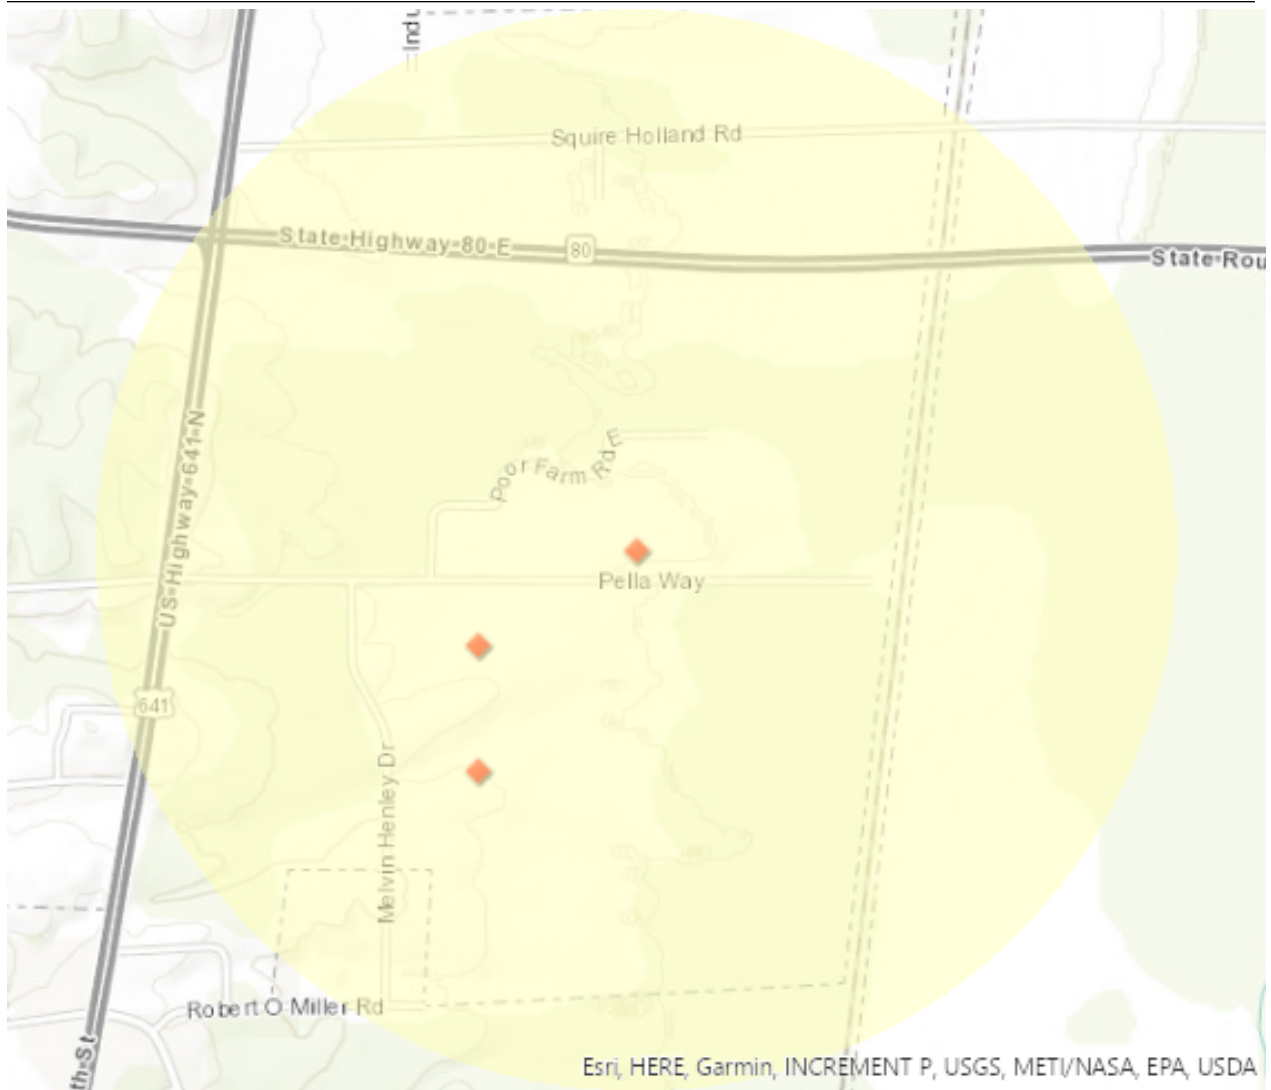 Indu
Squire Holland Rd
State Highway 80 E
80
State Rou
US Highway 641 N
Poor Farm Rd E
Pella Way
641
Melvin Henley Dr
Robert O Miller Rd
th St
Esri, HERE, Garmin, INCREMENT P, USGS, METI/NASA, EPA, USDA